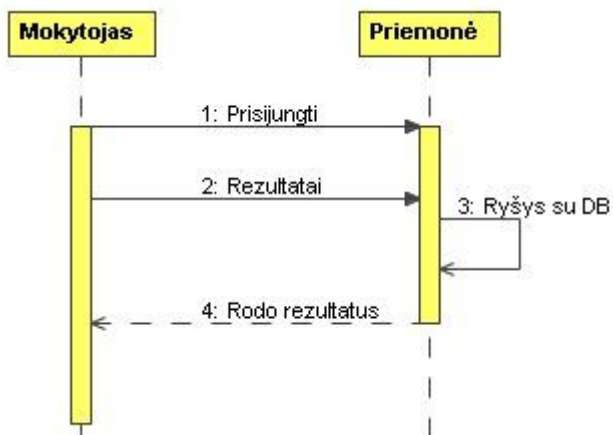 Mokytojas
Priemonė
1: Prisijungti
2: Rezultatai
3: Ryšys su DB
4: Rodo rezultatus